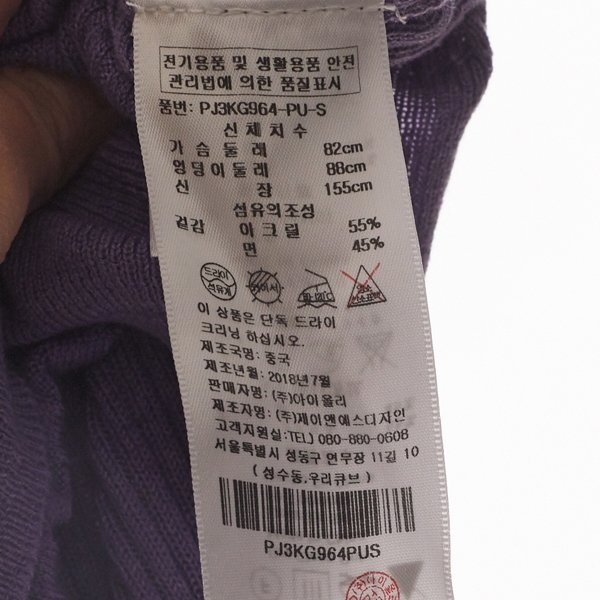 전기용품 및 생활용품 안전
관리법에 의한 품질표시
품번: PJ3KG964-PU-S
신체치수
가슴둘레 82cm
엉덩이둘레 88cm
신장 155cm
섬유의조성
겉감 아크릴 55%
면 45%
드라이
석유계
이 상품은 단독 드라이
크리닝 하십시오.
제조국명: 중국
제조년월: 2018년7월
판매자명: (주)아이올리
제조자명: (주)제이앤에스디자인
고객지원실:TEL) 080-880-0608
서울특별시 성동구 연무장 11길 10
(성수동,우리큐브)
PJ3KG964PUS